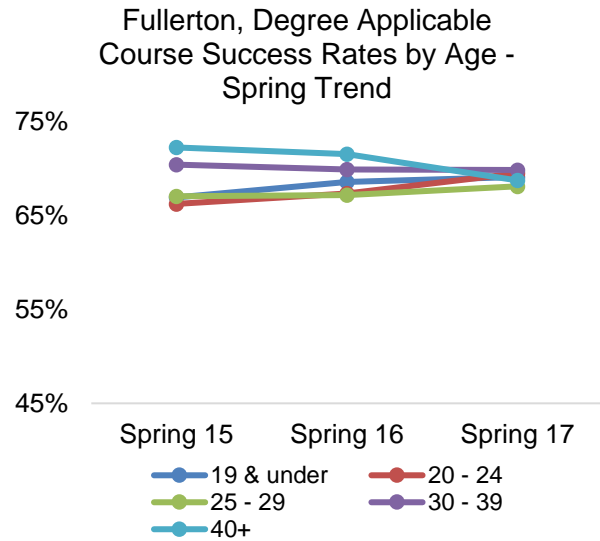 Fullerton, Degree Applicable
Course Success Rates by Age -
Spring Trend
75%
65%
55%
45%
Spring 15 Spring 16 Spring 17
19 & under 20 - 24
25 - 29 30 - 39
40+